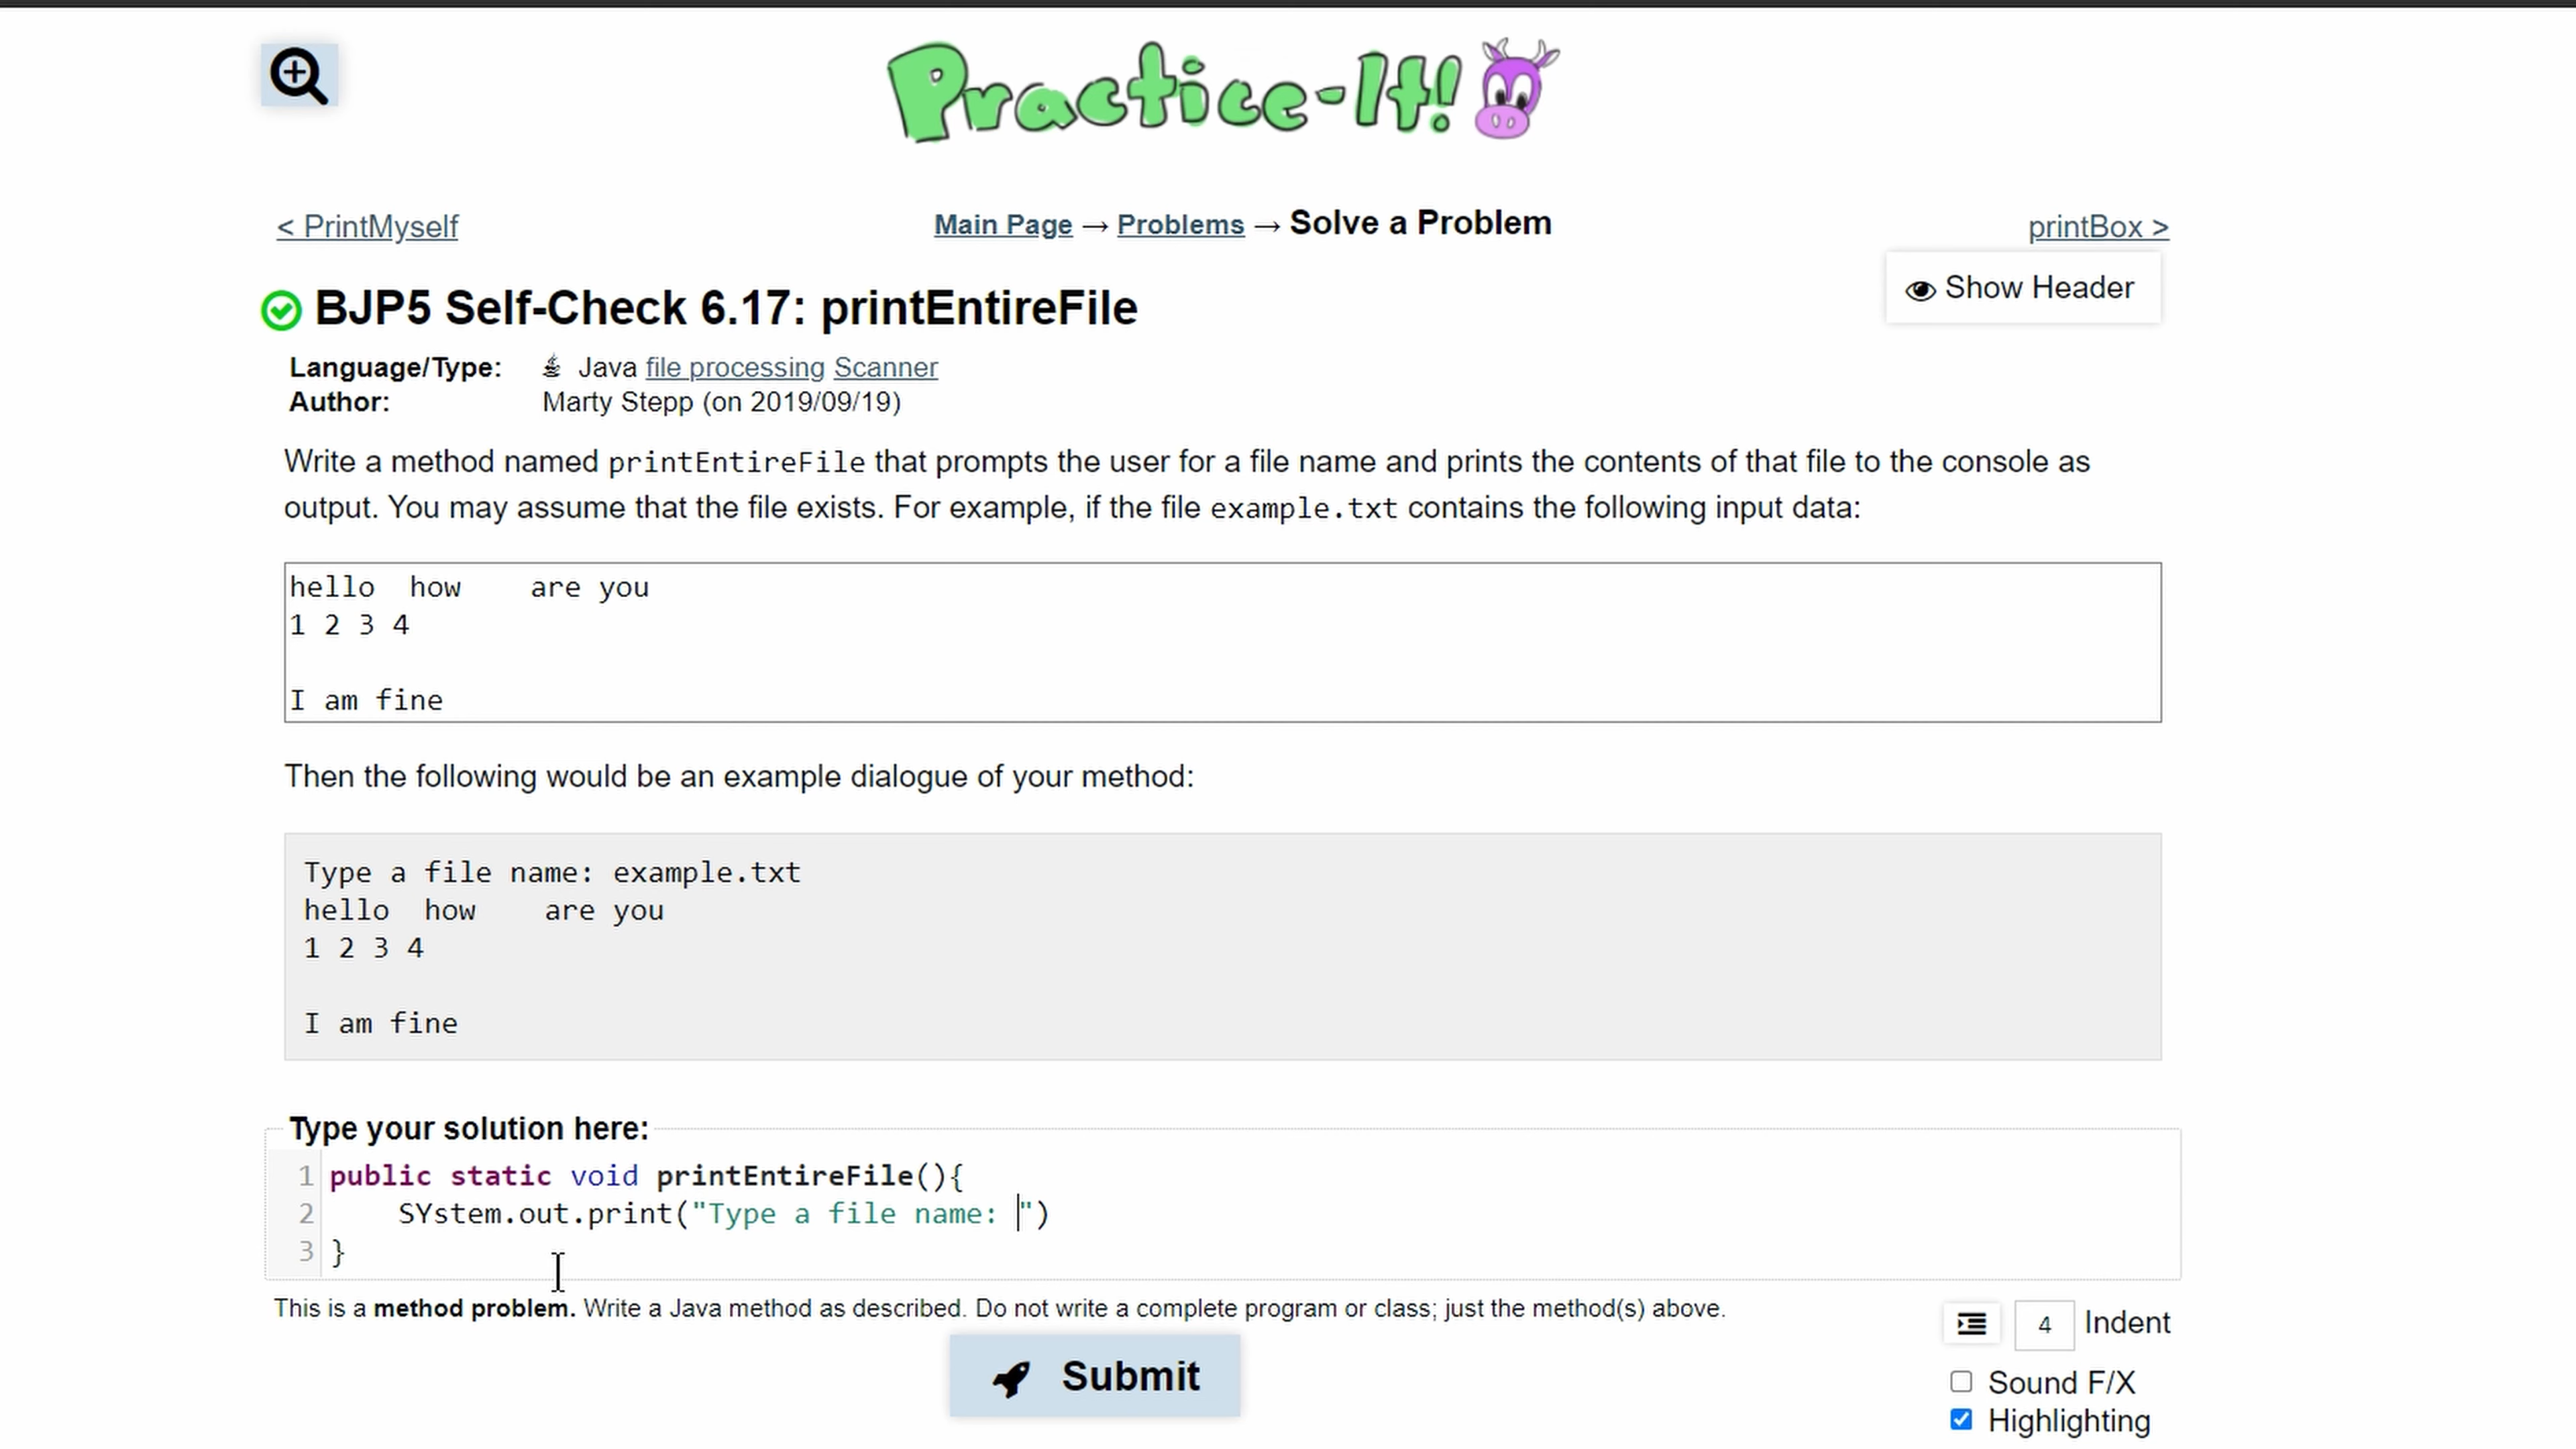 Practice-It!
< PrintMyself
Main Page → Problems → Solve a Problem
printBox >
Show Header
BJP5 Self-Check 6.17: printEntireFile
Language/Type: Java file processing Scanner
Author: Marty Stepp (on 2019/09/19)
Write a method named printEntireFile that prompts the user for a file name and prints the contents of that file to the console as
output. You may assume that the file exists. For example, if the file example.txt contains the following input data:
hello  how    are you
1 2 3 4
I am fine
Then the following would be an example dialogue of your method:
Type a file name: example.txt
hello  how    are you
1 2 3 4
I am fine
Type your solution here:
1 public static void printEntireFile(){
2     SYstem.out.print("Type a file name: ")
3 }
This is a method problem. Write a Java method as described. Do not write a complete program or class; just the method(s) above.
4 Indent
Submit
Sound F/X
Highlighting